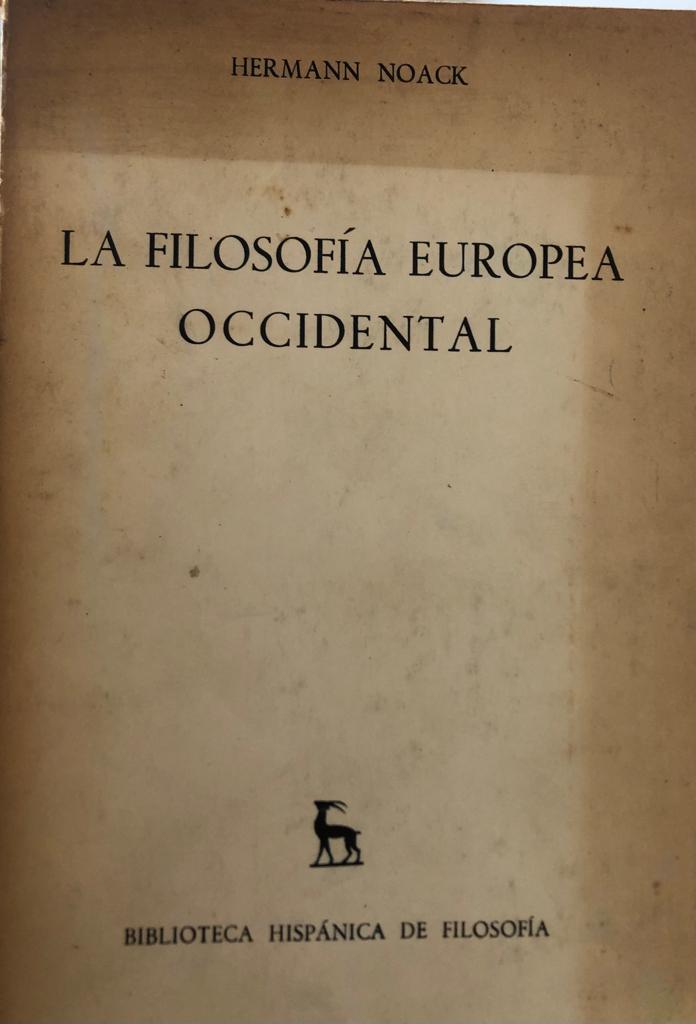 HERMANN NOACK
LA FILOSOFÍA EUROPEA
OCCIDENTAL
BIBLIOTECA HISPÁNICA DE FILOSOFÍA